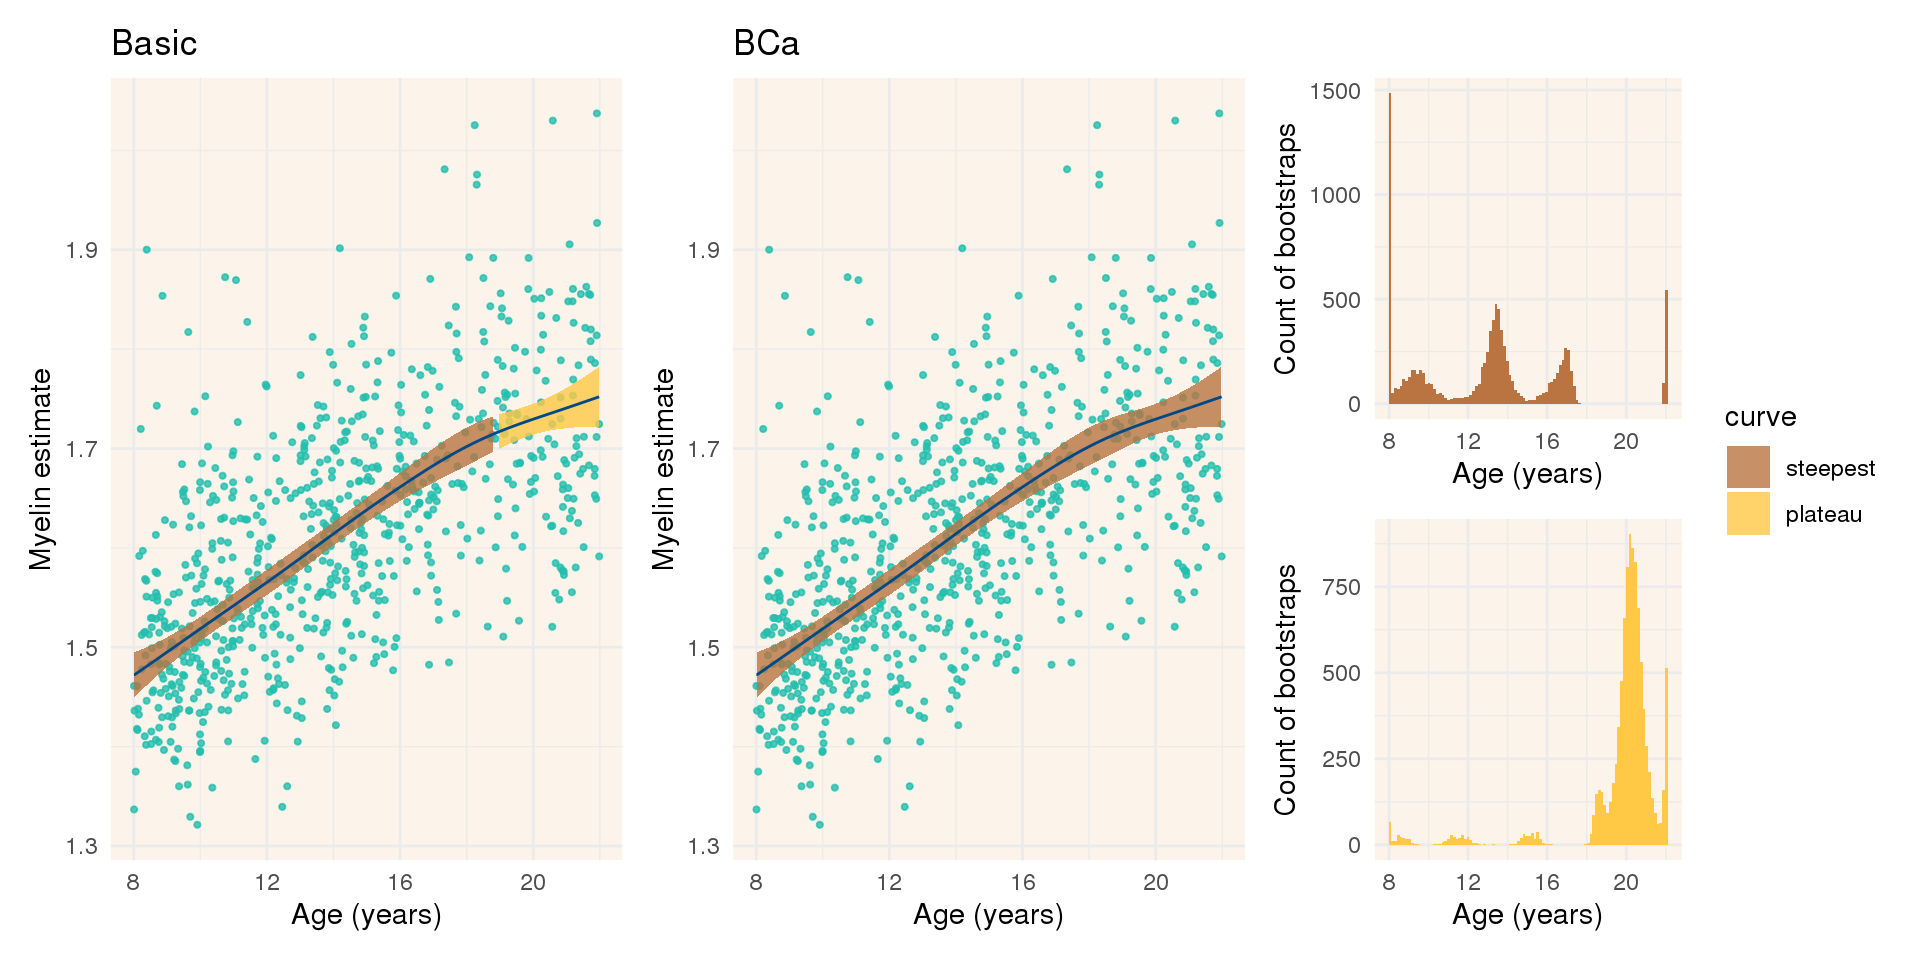 Basic
Myelin estimate
1.9
1.7
1.5
1.3
8 12 16 20
Age (years)
BCa
Myelin estimate
1.9
1.7
1.5
1.3
8 12 16 20
Age (years)
Count of bootstraps
1500
1000
500
0
8 12 16 20
Age (years)
Count of bootstraps
750
500
250
0
8 12 16 20
Age (years)
curve
steepest
plateau